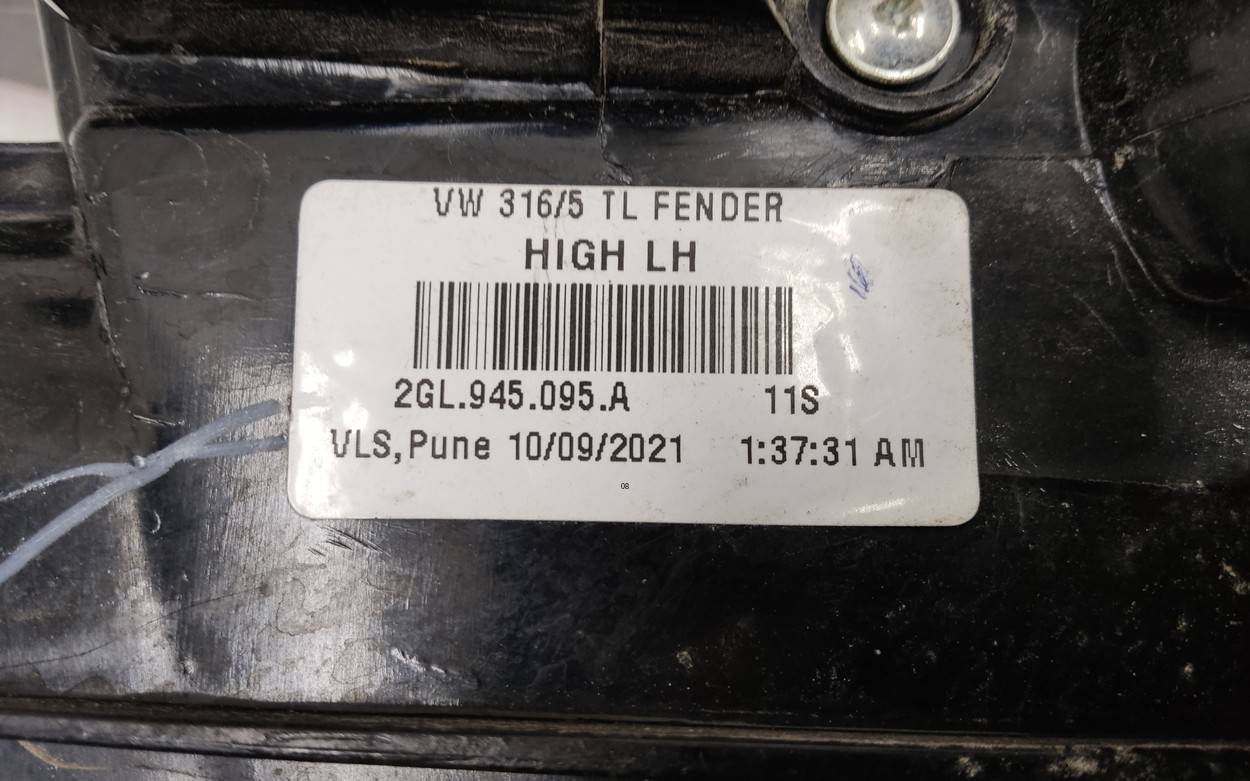 VW 316/5 TL FENDER
HIGH LH
2GL.945.095.A 11S
VLS,Pune 10/09/2021 1:37:31 AM
08